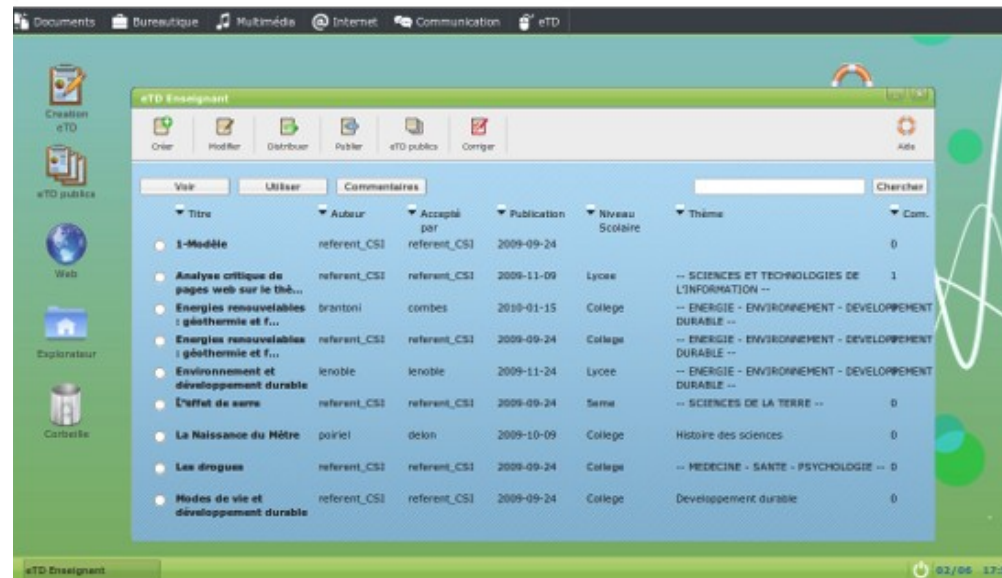 Documents Bureautique Multimédia Internet Communication eTD
Creation
eTD
eTD publics
Web
Explorateur
Corbeille
eTD Enseignant
Créer Modifier Distribuer Publier eTD publics Corriger Aide
Voir Utiliser Commentaires Chercher
Titre Auteur Accepté par Publication Niveau Scolaire Thème Com.
1-Modèle referent_CSI referent_CSI 2009-09-24 0
Analyse critique de referent_CSI referent_CSI 2009-11-09 Lycee -- SCIENCES ET TECHNOLOGIES DE 1
pages web sur le thè... L'INFORMATION --
Energies renouvelables brantoni combes 2010-01-15 College -- ENERGIE - ENVIRONNEMENT - DEVELOPPEMENT
: géothermie et f... DURABLE --
Energies renouvelables referent_CSI referent_CSI 2009-09-24 College -- ENERGIE - ENVIRONNEMENT - DEVELOPPEMENT
: géothermie et f... DURABLE --
Environnement et lenoble lenoble 2009-11-24 Lycee -- ENERGIE - ENVIRONNEMENT - DEVELOPPEMENT
développement durable DURABLE --
L'effet de serre referent_CSI referent_CSI 2009-09-24 5eme -- SCIENCES DE LA TERRE -- 0
La Naissance du Mètre poiriel delon 2009-10-09 College Histoire des sciences 0
Les drogues referent_CSI referent_CSI 2009-09-24 College -- MEDECINE - SANTE - PSYCHOLOGIE -- 0
Modes de vie et referent_CSI referent_CSI 2009-09-24 College Developpement durable 0
développement durable
eTD Enseignant 02/06